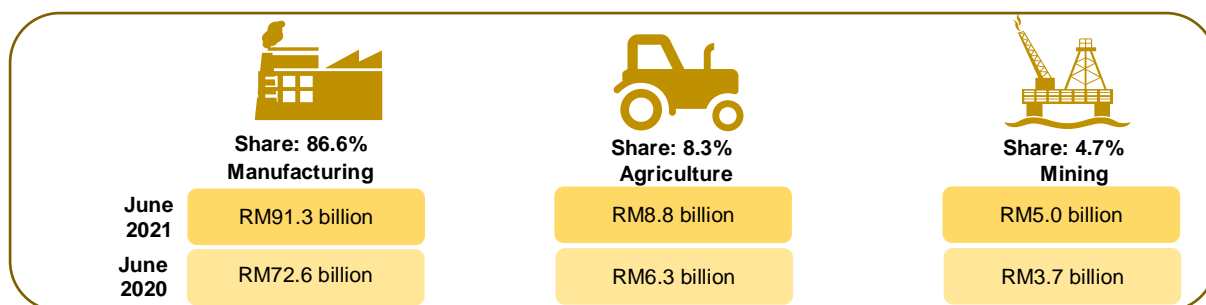 Share: 86.6%
Manufacturing
Share: 8.3%
Agriculture
Share: 4.7%
Mining
June
2021
RM91.3 billion
RM8.8 billion
RM5.0 billion
June
2020
RM72.6 billion
RM6.3 billion
RM3.7 billion